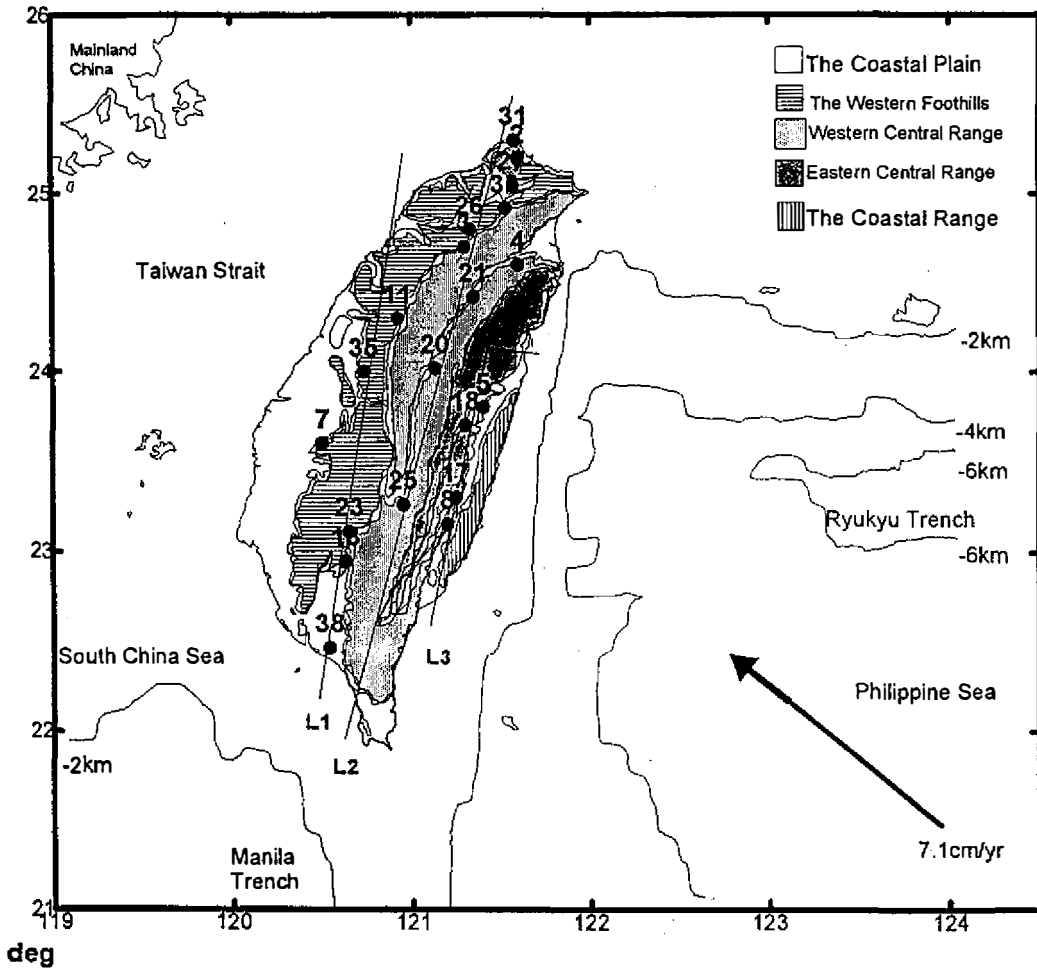 26
Mainland
China
The Coastal Plain
The Western Foothills
Western Central Range
Eastern Central Range
The Coastal Range
31
2
25
3
26
4
Taiwan Strait
21
11
-2km
20
35
24
5
18
7
-4km
-6km
17
25
8
23
Ryukyu Trench
23
-6km
38
South China Sea
L3
Philippine Sea
L1
22
-2km
L2
7.1cm/yr
Manila
Trench
21
119
120
121
122
123
124
deg